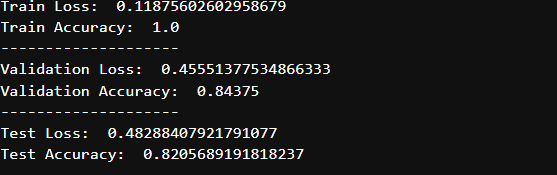 Train Loss:  0.11875602602958679
Train Accuracy:  1.0
--------------------
Validation Loss:  0.45551377534866333
Validation Accuracy:  0.84375
--------------------
Test Loss:  0.48288407921791077
Test Accuracy:  0.8205689191818237